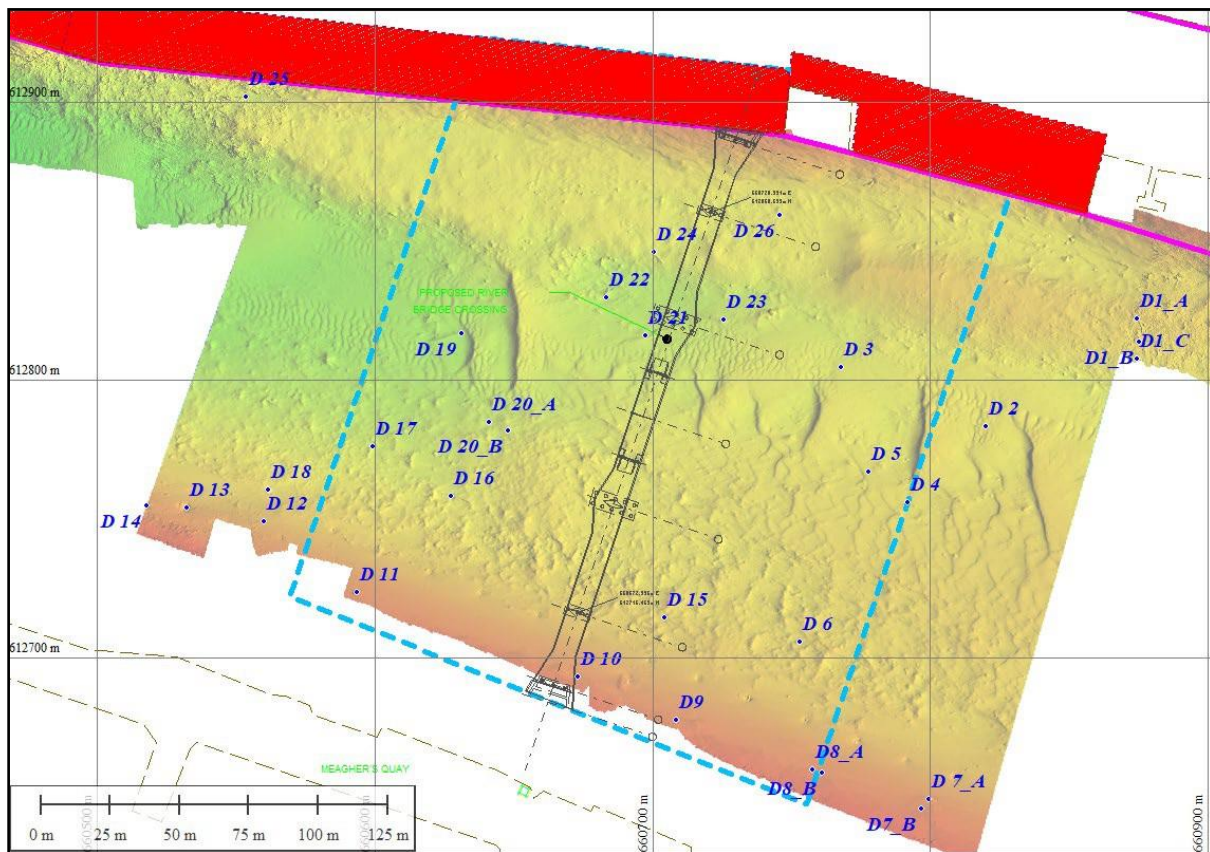 D 25
612900 m
D 26
D 24
D 22
PROPOSED RIVER
BRIDGE CROSSING
D 23
D 21
D1_A
D1_C
D1_B
D 19
D 3
612800 m
D 20_A
D 20_B
D 2
D 17
D 5
D 16
D 4
D 18
D 13
D 12
D 14
D 11
D 15
D 6
612700 m
D 10
D9
D8_A
D8_B
D 7_A
D7_B
MEAGHER'S QUAY
0 m 25 m 50 m 75 m 100 m 125 m
660500 m
660600 m
660700 m
660900 m